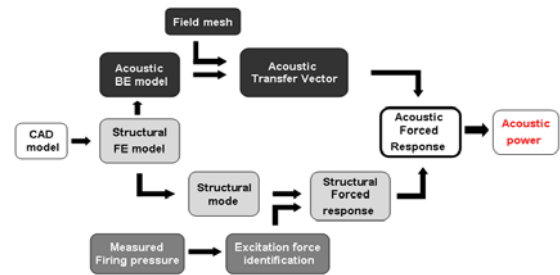 Field mesh
Acoustic
BE model
Acoustic
Transfer Vector
CAD
model
Structural
FE model
Acoustic
Forced
Response
Acoustic
power
Structural
mode
Structural
Forced
response
Measured
Firing pressure
Excitation force
identification